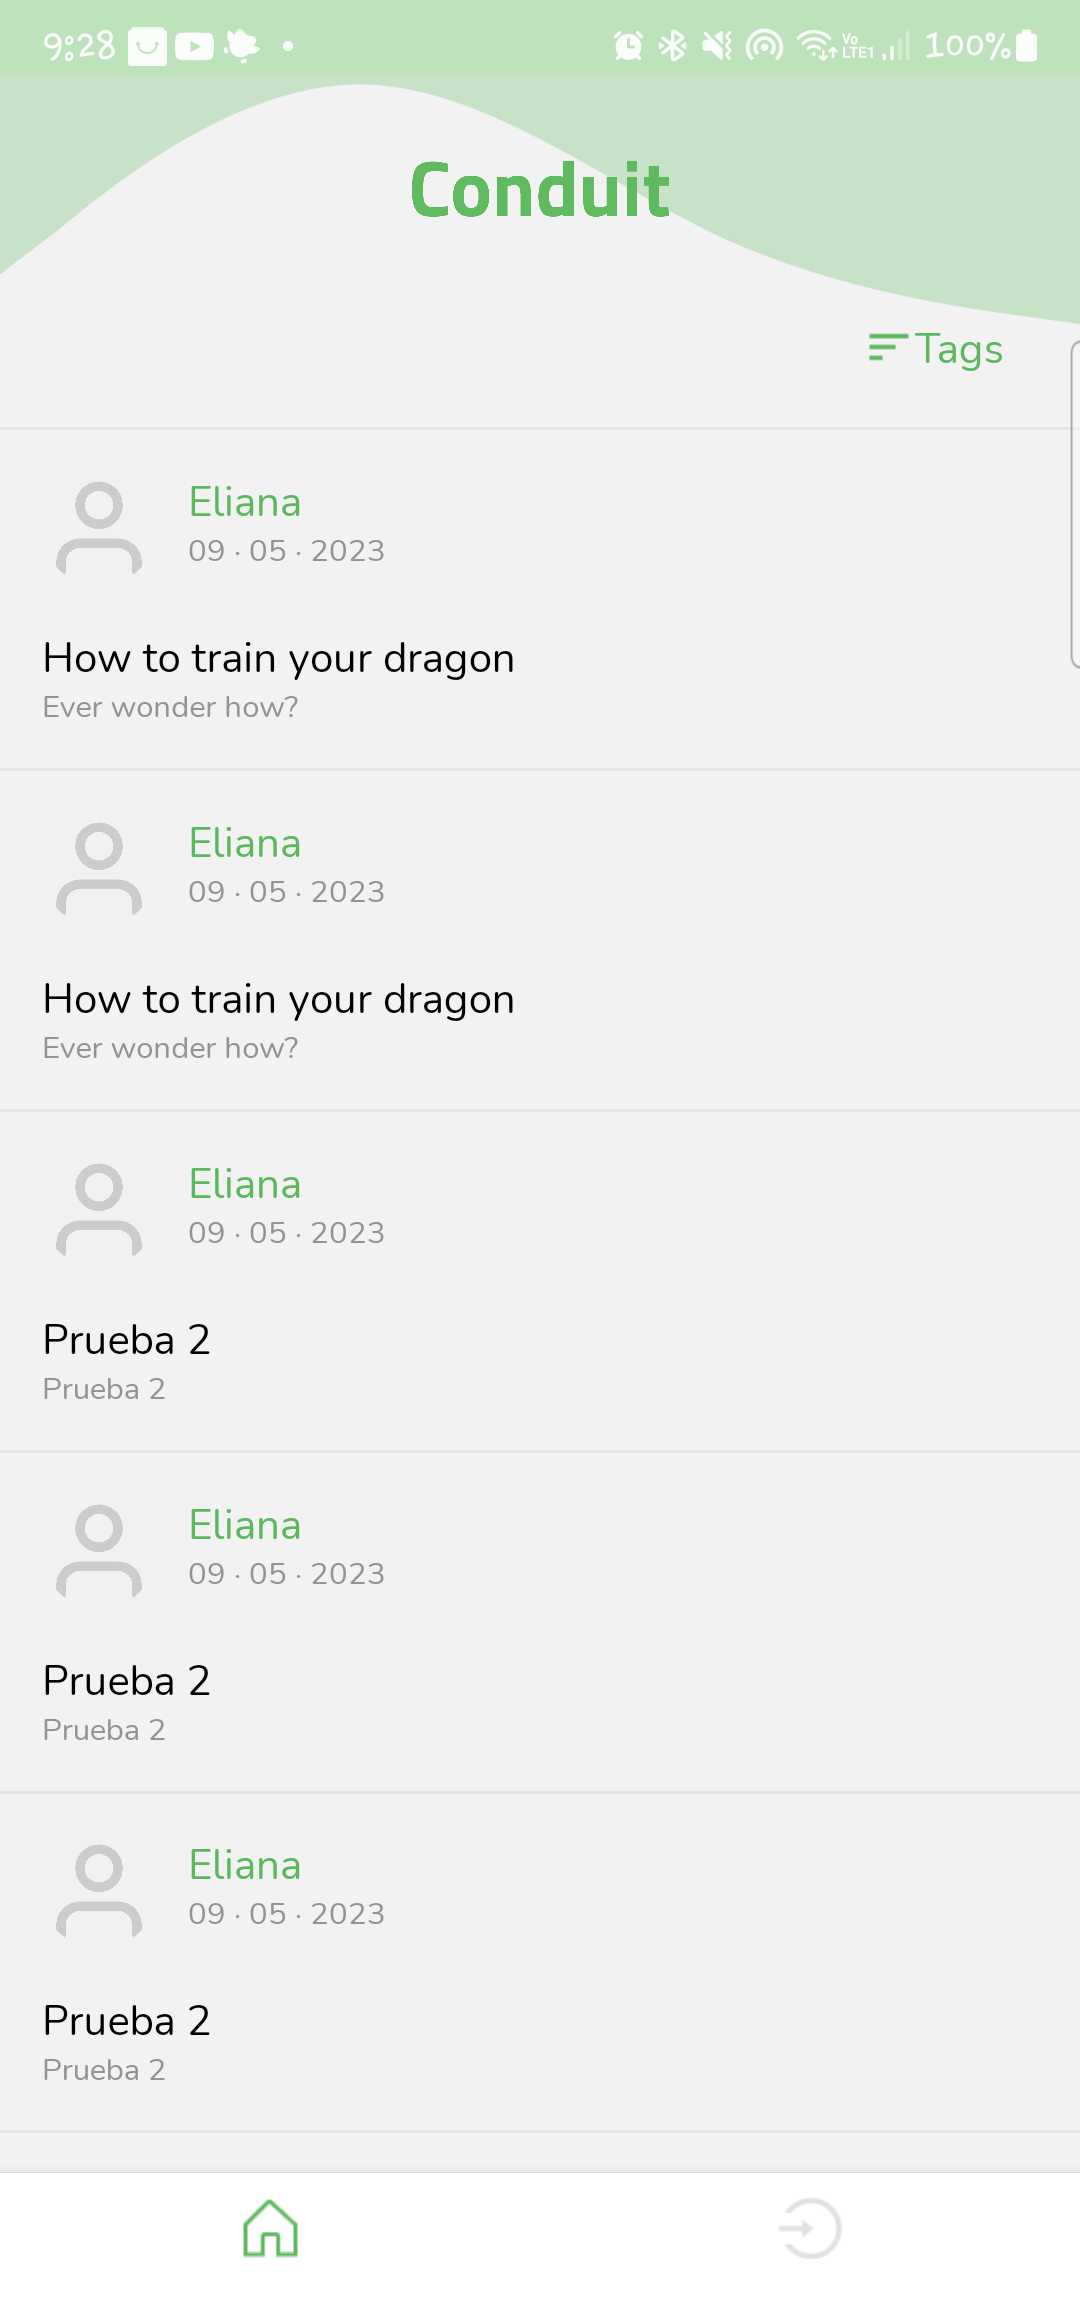 9:28
Vo
LTE1
100%
Conduit
Tags
Eliana
09 · 05 · 2023
How to train your dragon
Ever wonder how?
Eliana
09 · 05 · 2023
How to train your dragon
Ever wonder how?
Eliana
09 · 05 · 2023
Prueba 2
Prueba 2
Eliana
09 · 05 · 2023
Prueba 2
Prueba 2
Eliana
09 · 05 · 2023
Prueba 2
Prueba 2